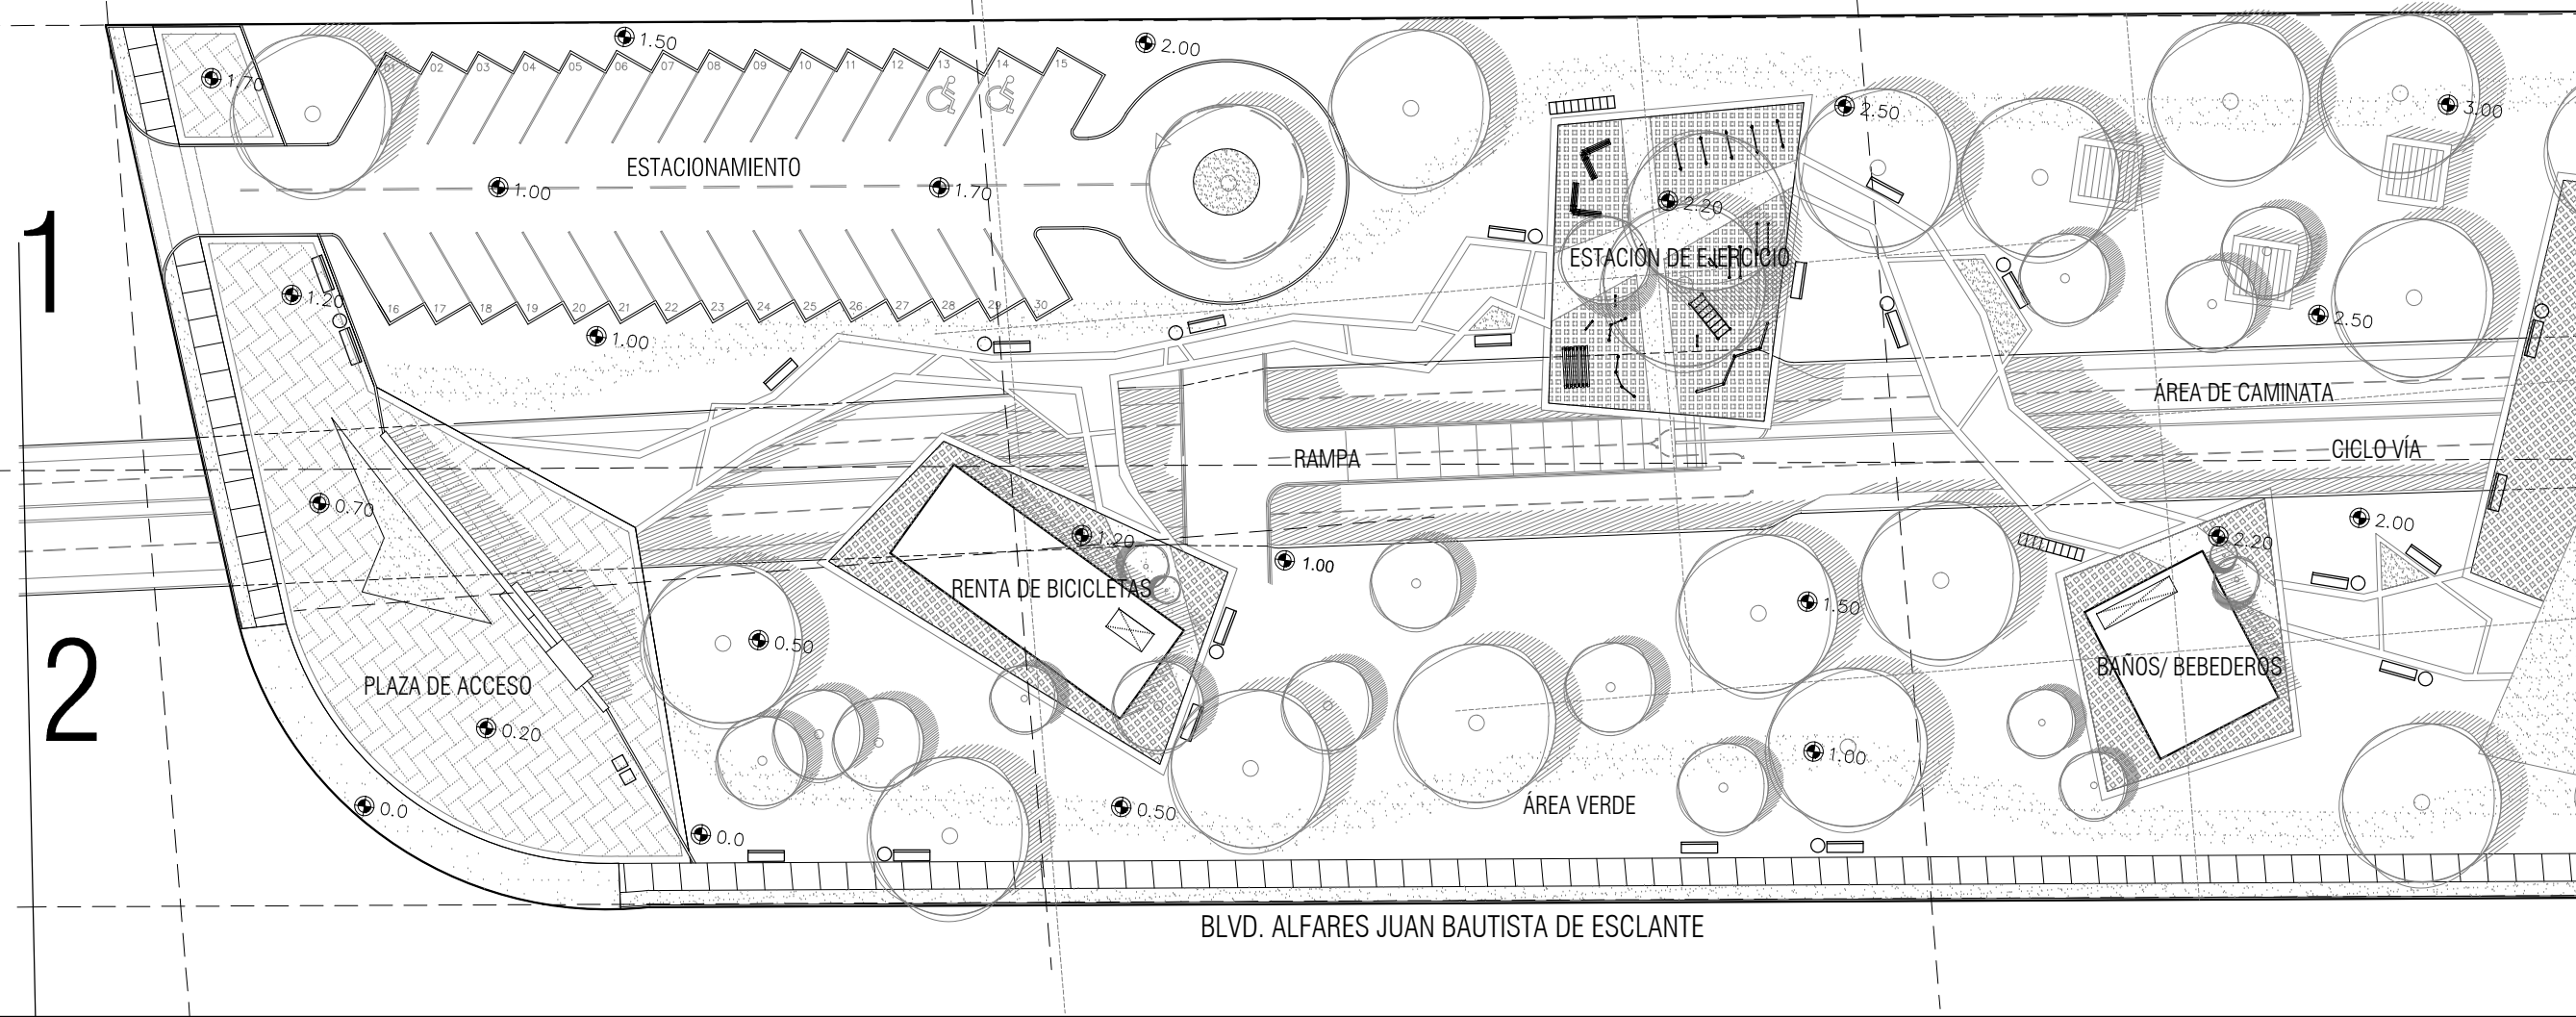 1.50
2.00
1.70
01 02 03 04 05 06 07 08 09 10 11 12 13 14 15
2.50
3.00
ESTACIONAMIENTO
1.00
1.70
2.20
1
ESTACIÓN DE EJERCICIO
1.20
16 17 18 19 20 21 22 23 24 25 26 27 28 29 30
2.50
1.00
ÁREA DE CAMINATA
RAMPA
CICLO VÍA
0.70
1.20
1.00
2.00
2.20
RENTA DE BICICLETAS
1.50
2
0.50
PLAZA DE ACCESO
BAÑOS/ BEBEDEROS
0.20
1.00
0.0
0.0
0.50
ÁREA VERDE
BLVD. ALFARES JUAN BAUTISTA DE ESCLANTE